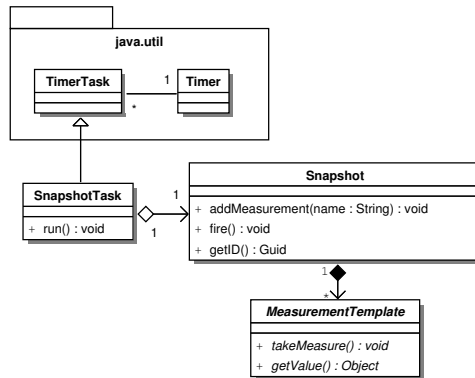 java.util
TimerTask
1
Timer
*
SnapshotTask
+ run() : void
1
1
Snapshot
+ addMeasurement(name : String) : void
+ fire() : void
+ getID() : Guid
1
*
MeasurementTemplate
+ takeMeasure() : void
+ getValue() : Object